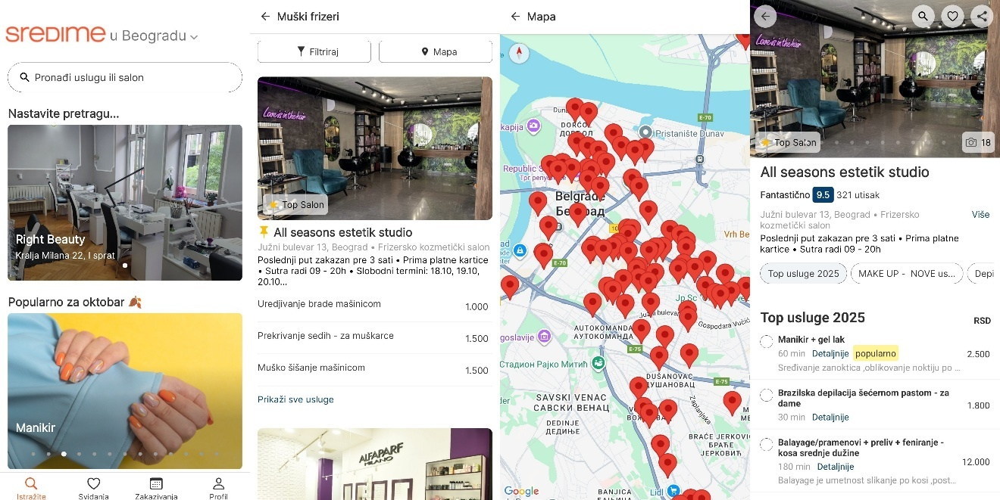 SREDIME u Beogradu
Pronađi uslugu ili salon
Nastavite pretragu...
Right Beauty
Kralja Milana 22, I sprat
Popularno za oktobar
Manikir
Istražite
Sviđanja
Zakazivanja
Profil
Muški frizeri
Filtriraj
Mapa
Love is in the hair
Top Salon
All seasons estetik studio
Južni bulevar 13, Beograd • Frizersko kozmetički salon
Poslednji put zakazan pre 3 sati • Prima platne kartice
• Sutra radi 09 - 20h • Slobodni termini: 18.10, 19.10,
20.10...
Uredjivanje brade mašinicom 1.000
Prekrivanje sedih - za muškarce 1.500
Muško šišanje mašinicom 1.500
Prikaži sve usluge
ALFAPARF
MILANO
Mapa
E-70
kapija
DORĆOL
Pristanište Dunav
Republic S
Belgrade
Београд
10
E-70
Vrh Be
Jp Sc
Južni bulevar
Gospodara Vučić
AUTOKOMANDA
АУТОКОМАНДА
goslavije
E-75
Стадион Рајко Митић
DUŠANOVAC
ДУШАНОВАЦ
E-75
SAVSKI VENAC
САВСКИ ВЕНАЦ
Zaplanjska
DEDINJE
ДЕДИЊЕ
BRAĆE JERKOVIĆ
БРАЋЕ
ЈЕРКОВИЋ
Google
Lidl
BANJICA
БАЊИЦА
Love is in the hair
Top Salon
18
All seasons estetik studio
Fantastično 9.5 321 utisak
Južni bulevar 13, Beograd • Frizersko Više
kozmetički salon
Poslednji put zakazan pre 3 sati • Prima platne
kartice • Sutra radi 09 - 20h
Top usluge 2025
MAKE UP - NOVE us...
Depi
Top usluge 2025 RSD
Manikir + gel lak
60 min Detaljnije popularno 2.500
Sređivanje zanoktica ,oblikovanje noktiju po ...
Brazilska depilacija šećernom pastom - za
dame 1.800
30 min Detaljnije
Balayage/pramenovi + preliv + feniranje -
kosa srednje dužine 12.000
180 min Detaljnije
Balayage je umetnost slikanje po kosi ,post...